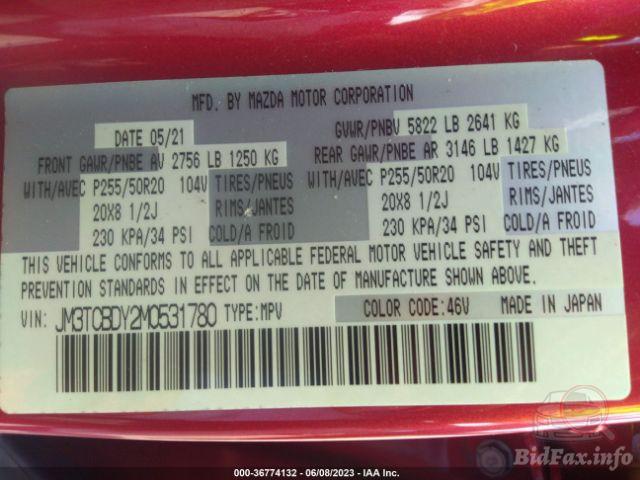 MFD. BY MAZDA MOTOR CORPORATION
DATE 05/21 GVWR/PNBV 5822 LB 2641 KG
FRONT GAWR/PNBE AV 2756 LB 1250 KG REAR GAWR/PNBE AR 3146 LB 1427 KG
WITH/AVEC P255/50R20 104V TIRES/PNEUS WITH/AVEC P255/50R20 104V TIRES/PNEUS
20X8 1/2J RIMS/JANTES 20X8 1/2J RIMS/JANTES
230 KPA/34 PSI COLD/A FROID 230 KPA/34 PSI COLD/A FROID
THIS VEHICLE CONFORMS TO ALL APPLICABLE FEDERAL MOTOR VEHICLE SAFETY AND THEFT
PREVENTION STANDARDS IN EFFECT ON THE DATE OF MANUFACTURE SHOWN ABOVE.
VIN: JM3TCBDY2M0531780 TYPE:MPV COLOR CODE:46V MADE IN JAPAN
BidFax.info
000-36774132 - 06/08/2023 - IAA Inc.